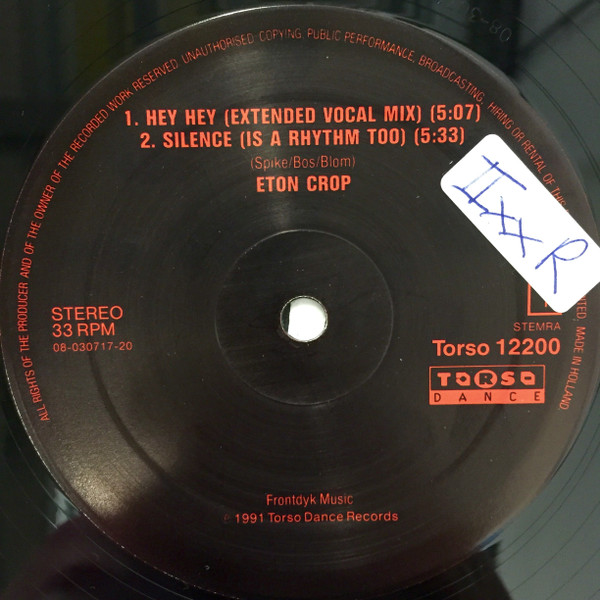 ALL RIGHTS OF THE PRODUCER AND OF THE OWNER OF THE RECORDED WORK RESERVED. UNAUTHORISED COPYING, PUBLIC PERFORMANCE, BROADCASTING, HIRING OR RENTAL OF THIS
MADE IN HOLLAND.
1. HEY HEY (EXTENDED VOCAL MIX) (5:07)
2. SILENCE (IS A RHYTHM TOO) (5:33)
(Spike/Bos/Blom)
ETON CROP
IIxxR
STEREO
33 RPM
08-030717-20
STEMRA
Torso 12200
TORSO
DANCE
Frontdyk Music
℗ 1991 Torso Dance Records